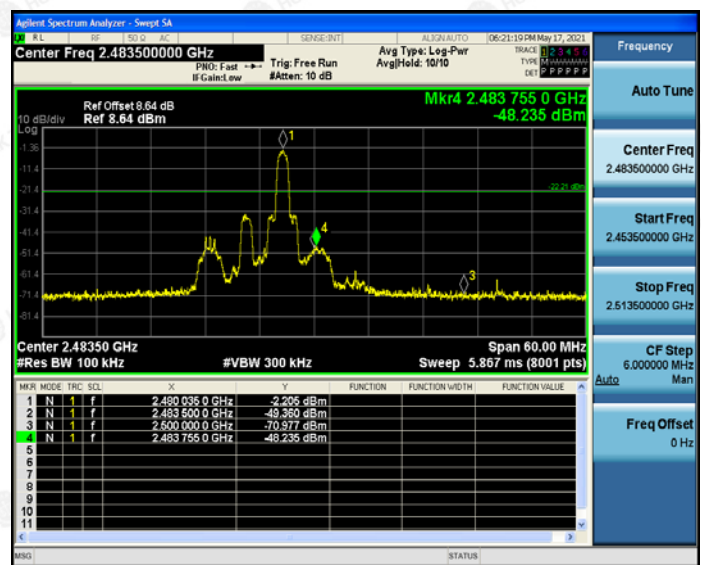 Agilent Spectrum Analyzer - Swept SA
RL RF 50 Ω AC SENSE:INT ALIGN AUTO 06:21:19 PM May 17, 2021
Center Freq 2.483500000 GHz
PNO: Fast
IFGain:Low
Trig: Free Run
#Atten: 10 dB
Avg Type: Log-Pwr
Avg|Hold: 10/10
TRACE 1 2 3 4 5 6
TYPE M
DET P P P P P P
Mkr4 2.483 755 0 GHz
-48.235 dBm
Ref Offset 8.64 dB
10 dB/div Ref 8.64 dBm
Log
-1.36
-11.4
-21.4
-31.4
-41.4
-51.4
-61.4
-71.4
-81.4
1
-22.21 dBm
4
3
Center 2.48350 GHz Span 60.00 MHz
#Res BW 100 kHz #VBW 300 kHz Sweep 5.867 ms (8001 pts)
MKR MODE TRC SCL X Y FUNCTION FUNCTION WIDTH FUNCTION VALUE
1 N 1 f 2.480 035 0 GHz -2.205 dBm
2 N 1 f 2.483 500 0 GHz -49.360 dBm
3 N 1 f 2.500 000 0 GHz -70.977 dBm
4 N 1 f 2.483 755 0 GHz -48.235 dBm
5
6
7
8
9
10
11
MSG STATUS
Frequency
Auto Tune
Center Freq
2.483500000 GHz
Start Freq
2.453500000 GHz
Stop Freq
2.513500000 GHz
CF Step
6.000000 MHz
Auto Man
Freq Offset
0 Hz